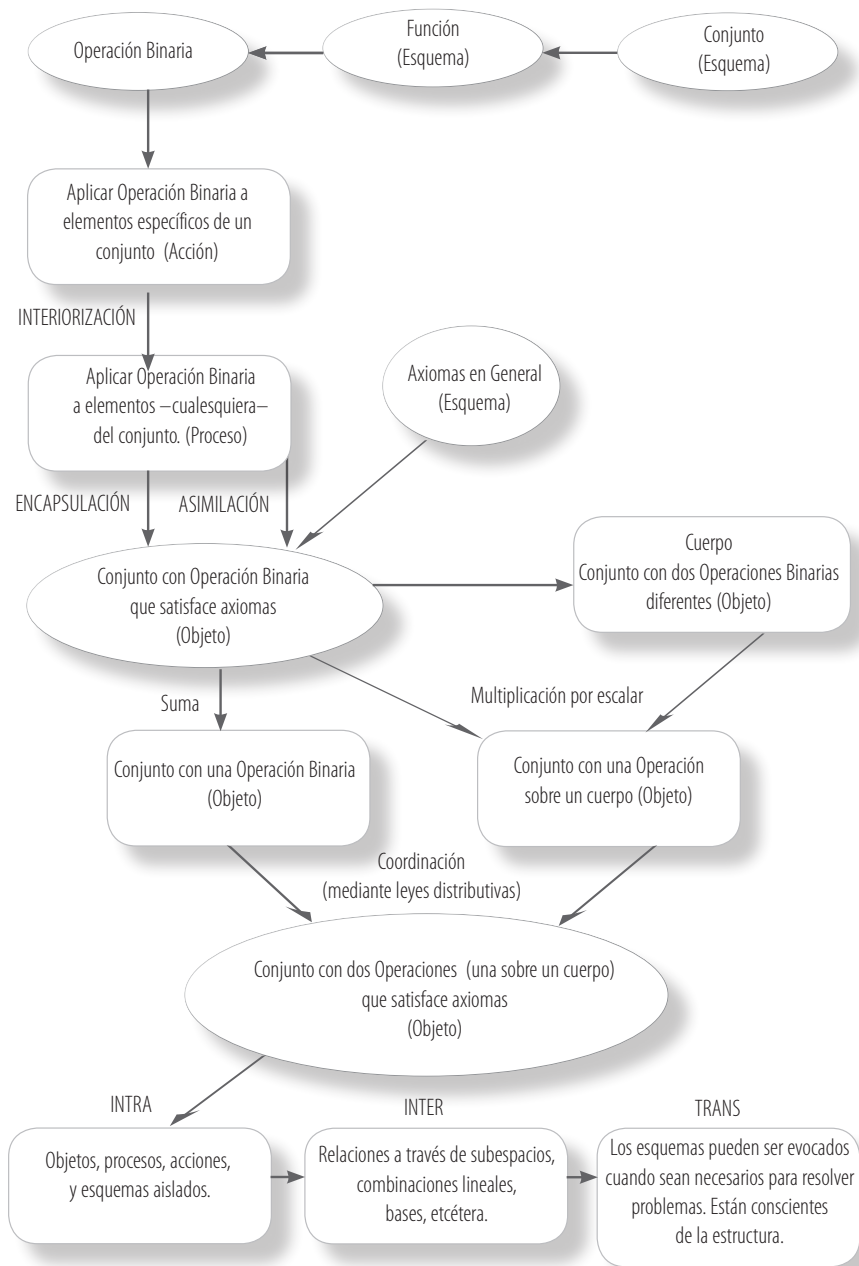 Operación Binaria
Función
(Esquema)
Conjunto
(Esquema)
Aplicar Operación Binaria a
elementos específicos de un
conjunto (Acción)
INTERIORIZACIÓN
Aplicar Operación Binaria
a elementos –cualesquiera–
del conjunto. (Proceso)
Axiomas en General
(Esquema)
ENCAPSULACIÓN
ASIMILACIÓN
Conjunto con Operación Binaria
que satisface axiomas
(Objeto)
Cuerpo
Conjunto con dos Operaciones Binarias
diferentes (Objeto)
Suma
Multiplicación por escalar
Conjunto con una Operación Binaria
(Objeto)
Conjunto con una Operación
sobre un cuerpo (Objeto)
Coordinación
(mediante leyes distributivas)
Conjunto con dos Operaciones (una sobre un cuerpo)
que satisface axiomas
(Objeto)
INTRA
INTER
TRANS
Objetos, procesos, acciones,
y esquemas aislados.
Relaciones a través de subespacios,
combinaciones lineales,
bases, etcétera.
Los esquemas pueden ser evocados
cuando sean necesarios para resolver
problemas. Están conscientes
de la estructura.